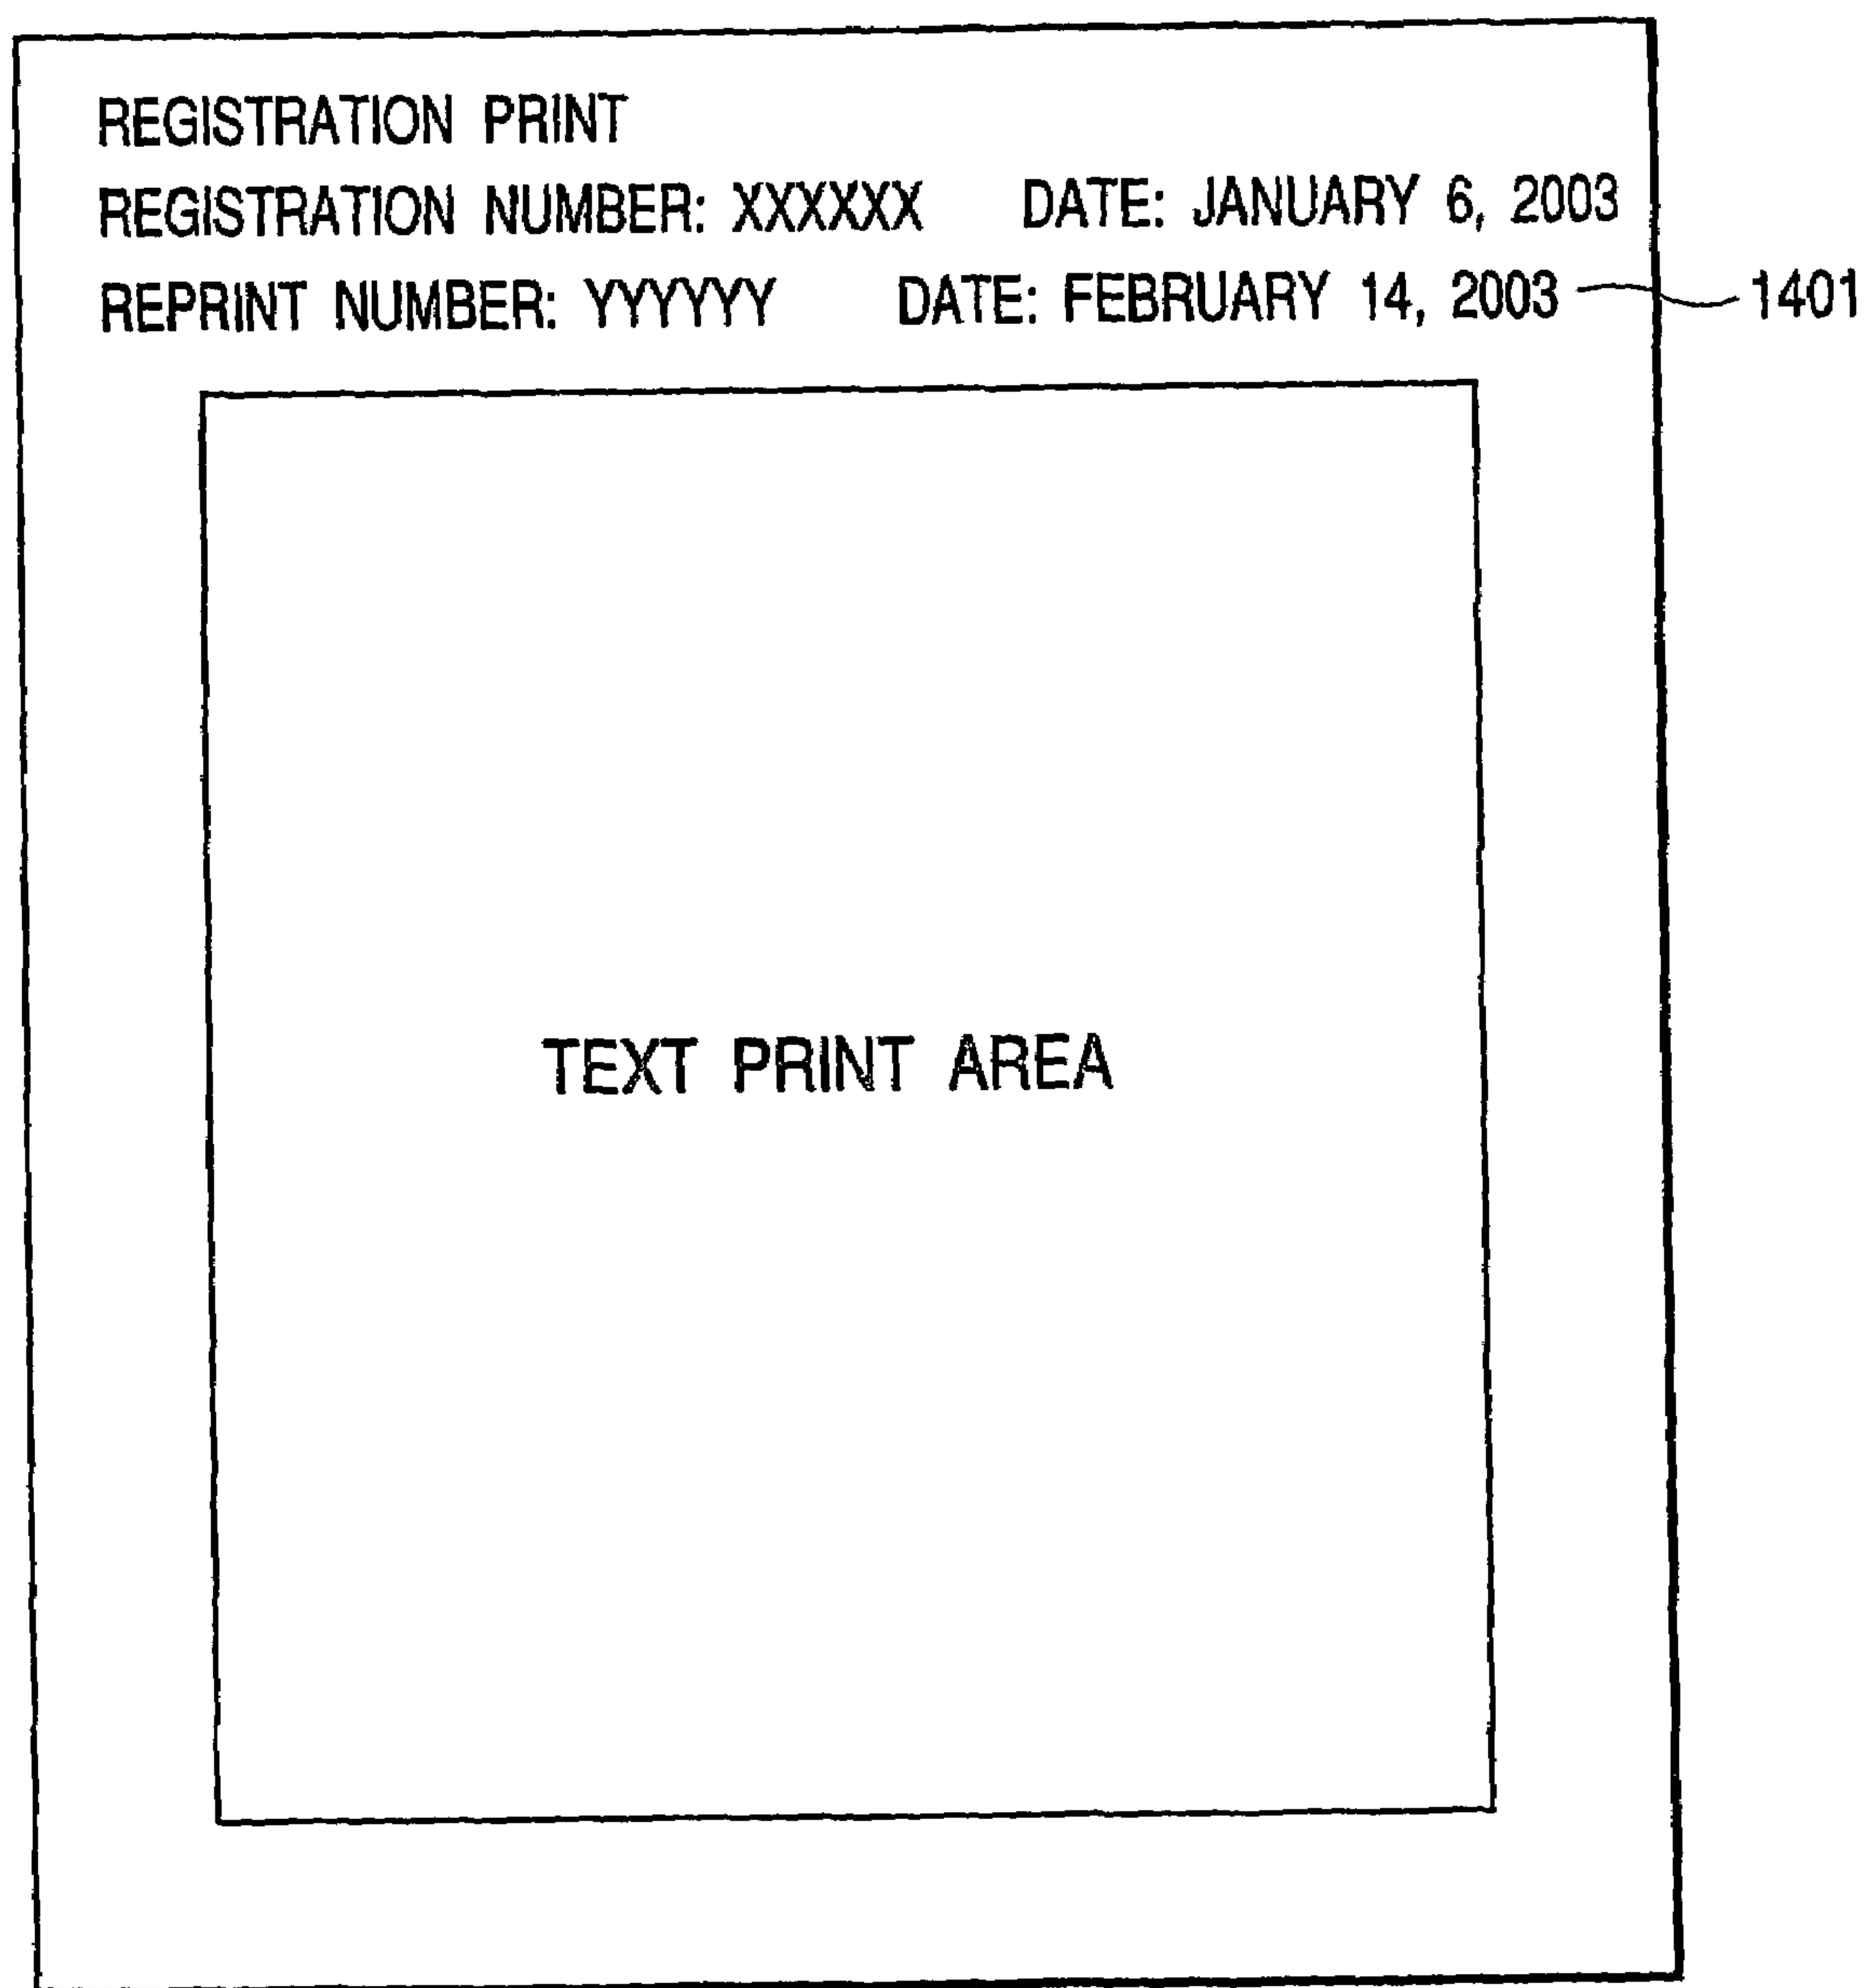 REGISTRATION PRINT
REGISTRATION NUMBER: XXXXXX DATE: JANUARY 6, 2003
REPRINT NUMBER: YYYYYY DATE: FEBRUARY 14, 2003 1401
TEXT PRINT AREA